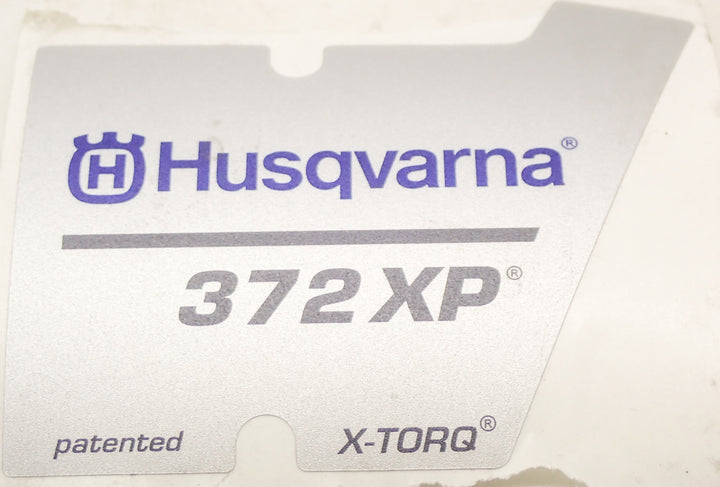 H Husqvarna®
372 XP®
patented X-TORQ®